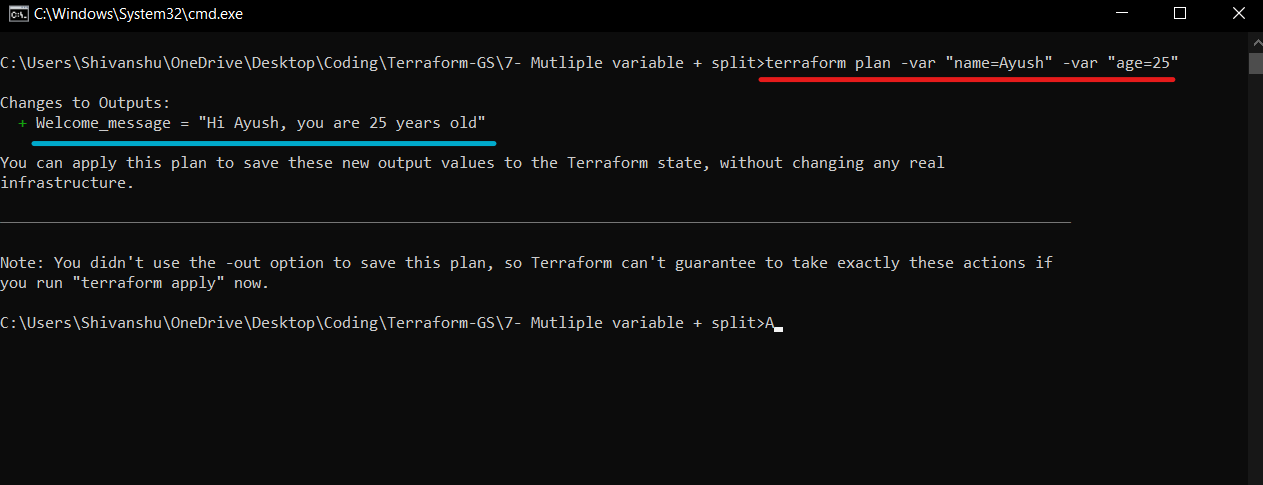 C:\Windows\System32\cmd.exe
C:\Users\Shivanshu\OneDrive\Desktop\Coding\Terraform-GS\7- Mutliple variable + split>terraform plan -var "name=Ayush" -var "age=25"
Changes to Outputs:
+ Welcome_message = "Hi Ayush, you are 25 years old"
You can apply this plan to save these new output values to the Terraform state, without changing any real
infrastructure.
Note: You didn't use the -out option to save this plan, so Terraform can't guarantee to take exactly these actions if
you run "terraform apply" now.
C:\Users\Shivanshu\OneDrive\Desktop\Coding\Terraform-GS\7- Mutliple variable + split>A